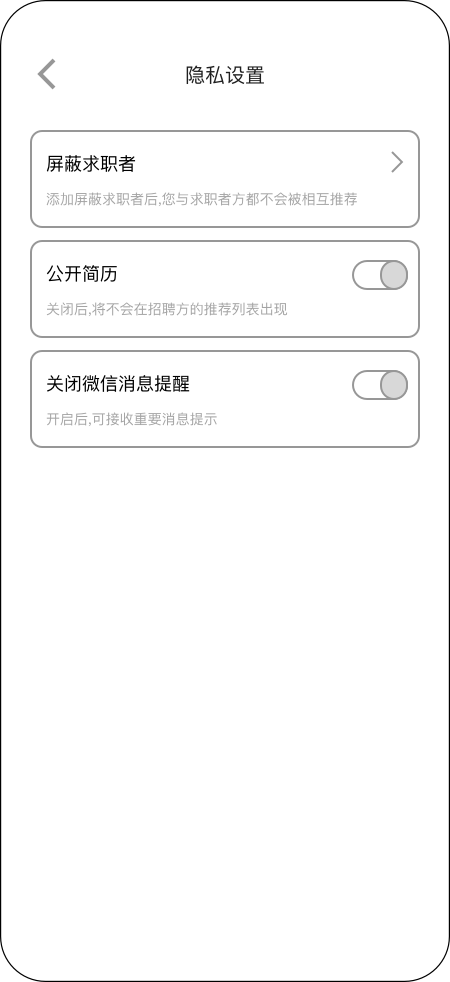 隐私设置
屏蔽求职者
添加屏蔽求职者后,您与求职者方都不会被相互推荐
公开简历
关闭后,将不会在招聘方的推荐列表出现
关闭微信消息提醒
开启后,可接收重要消息提示